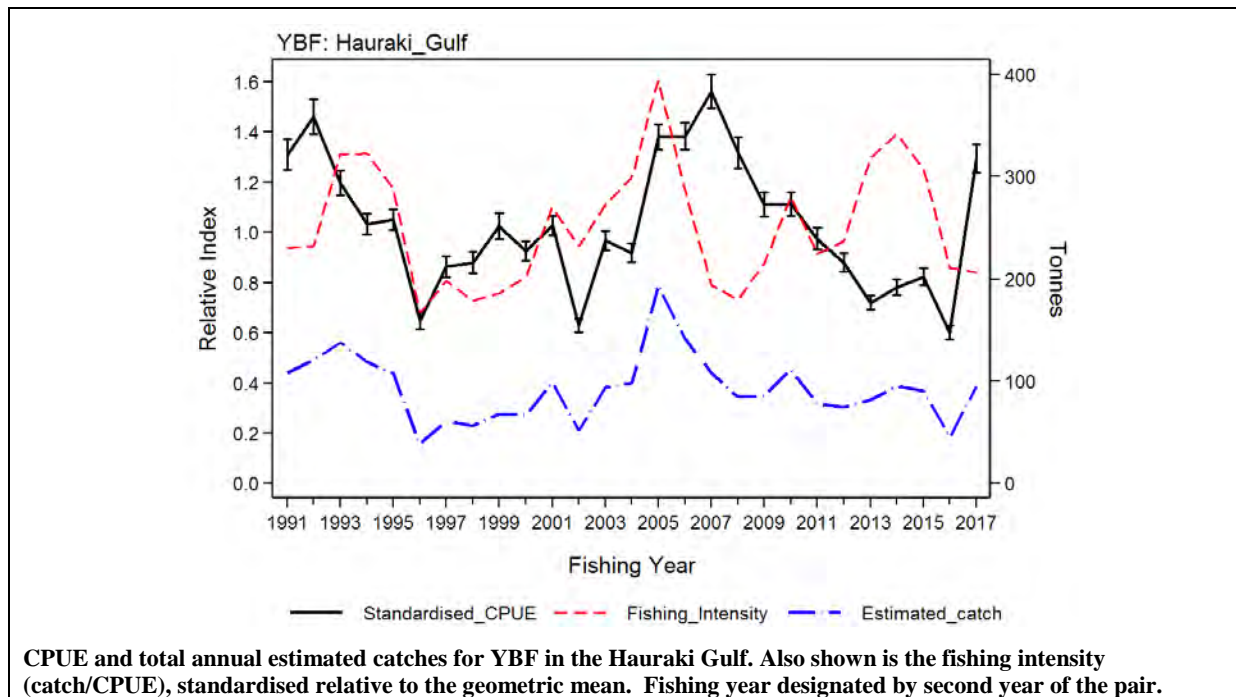 YBF: Hauraki_Gulf
1.6
1.4
1.2
1.0
0.8
0.6
0.4
0.2
0.0
Relative Index
400
300
200
100
0
Tonnes
1991 1993 1995 1997 1999 2001 2003 2005 2007 2009 2011 2013 2015 2017
Fishing Year
Standardised_CPUE Fishing_Intensity Estimated_catch
CPUE and total annual estimated catches for YBF in the Hauraki Gulf. Also shown is the fishing intensity
(catch/CPUE), standardised relative to the geometric mean. Fishing year designated by second year of the pair.